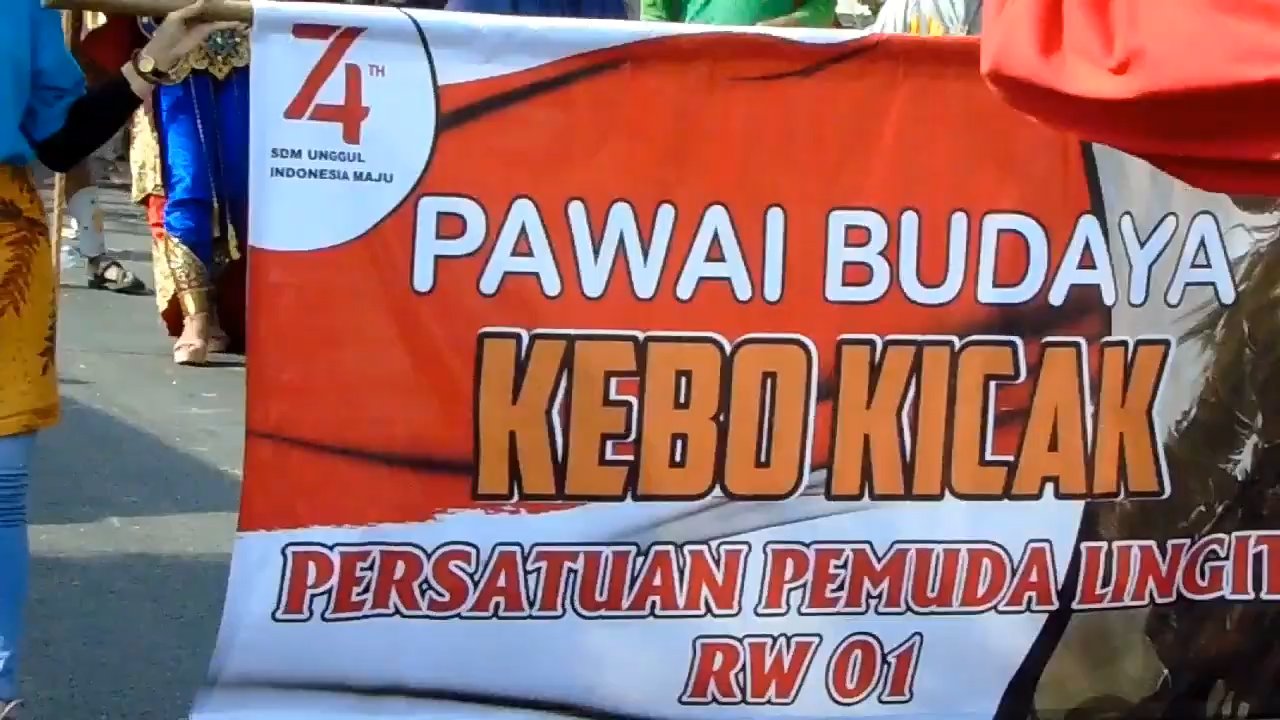 74TH
SDM UNGGUL
INDONESIA MAJU
PAWAI BUDAYA
KEBO KICAK
PERSATUAN PEMUDA
RW 01